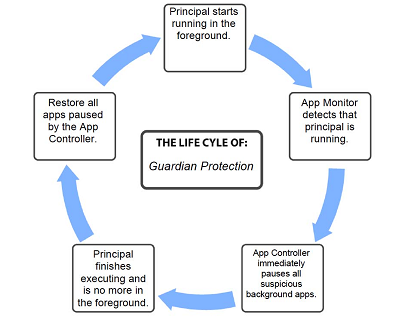 Principal starts
running in the
foreground.
App Monitor
detects that
principal is
running.
App Controller
immediately
pauses all
suspicious
background apps.
Principal
finishes
executing and
is no more in
the foreground.
Restore all
apps paused
by the App
Controller.
THE LIFE CYLE OF:
Guardian Protection